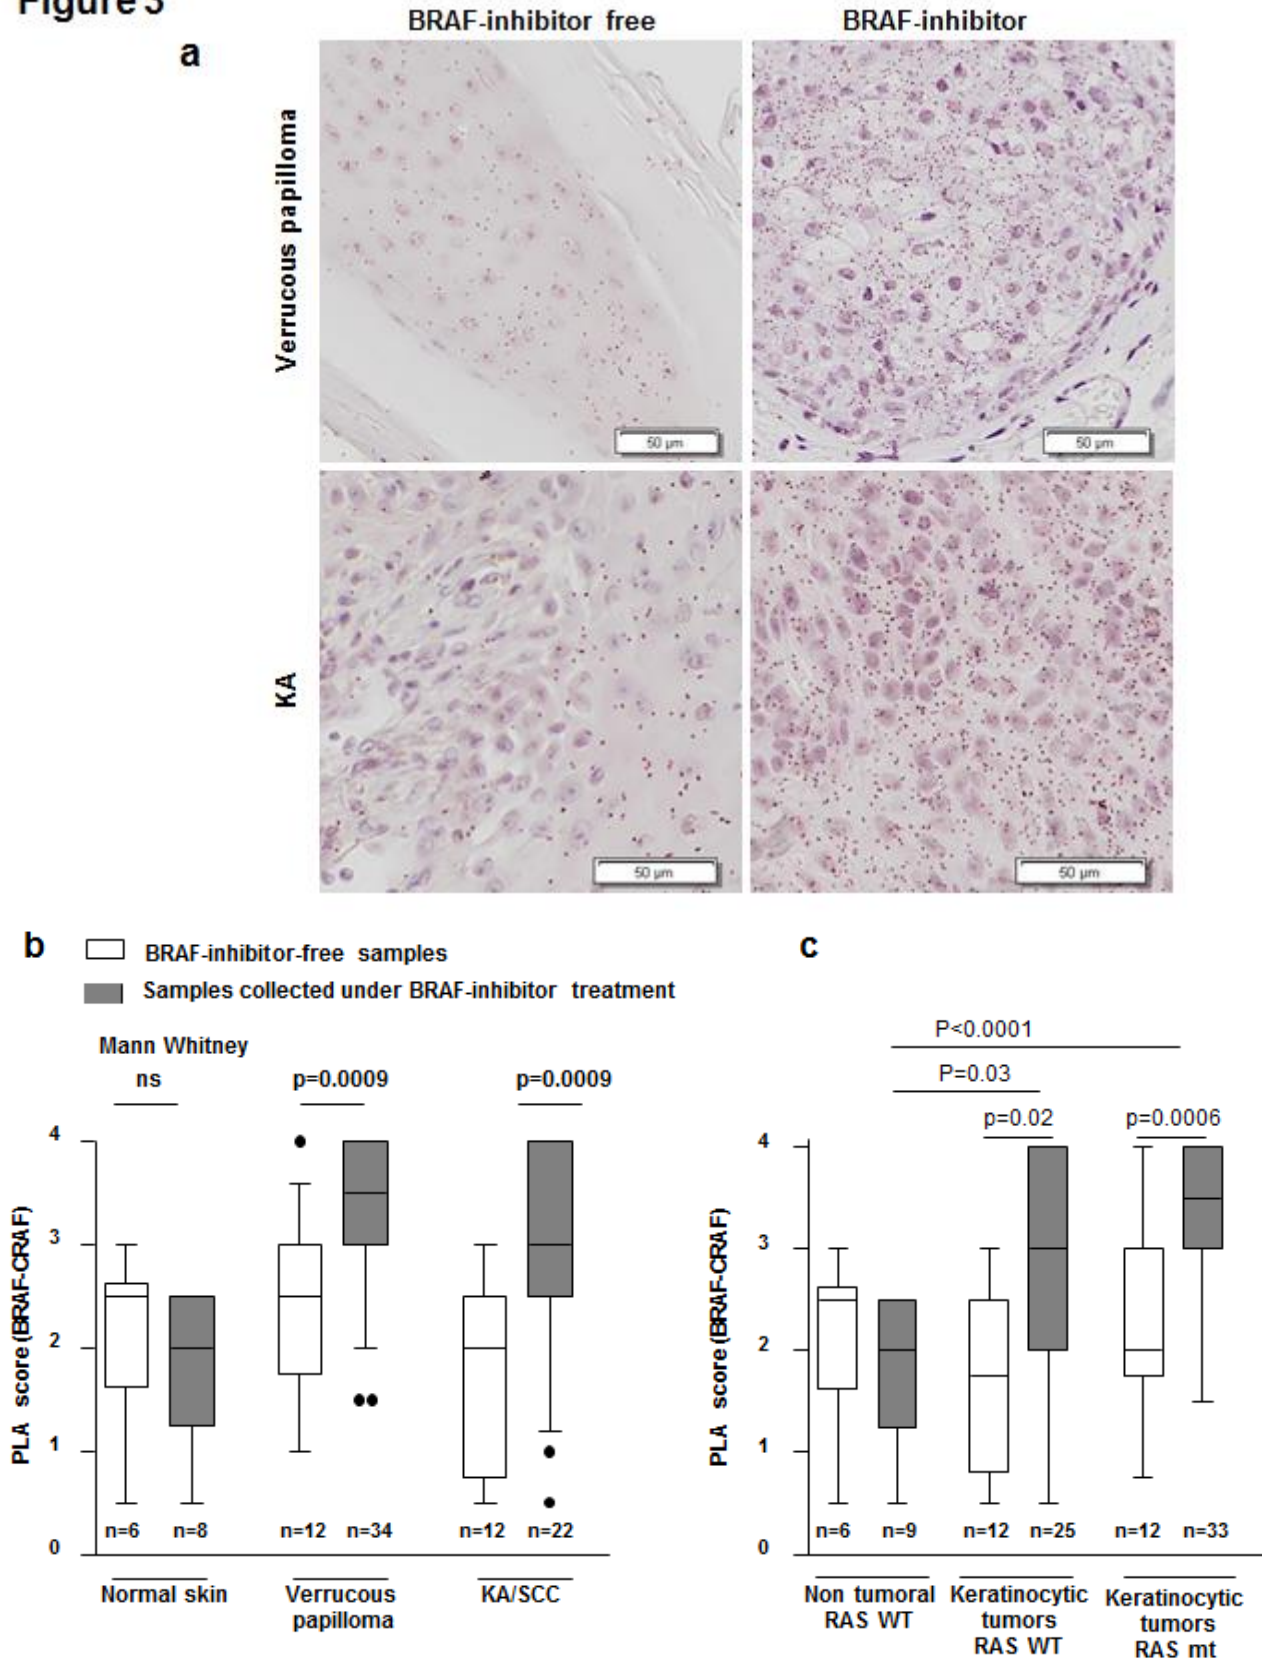 Figure 3
BRAF-inhibitor free
BRAF-inhibitor
a
Verrucous papilloma
50 µm
50 µm
KA
50 µm
50 µm
b
BRAF-inhibitor-free samples
Samples collected under BRAF-inhibitor treatment
Mann Whitney
ns
p=0.0009
p=0.0009
PLA score (BRAF-CRAF)
4
3
2
1
0
n=6
n=8
n=12
n=34
n=12
n=22
Normal skin
Verrucous
papilloma
KA/SCC
c
P<0.0001
P=0.03
p=0.02
p=0.0006
PLA score (BRAF-CRAF)
4
3
2
1
0
n=6
n=9
n=12
n=25
n=12
n=33
Non tumoral
RAS WT
Keratinocytic
tumors
RAS WT
Keratinocytic
tumors
RAS mt